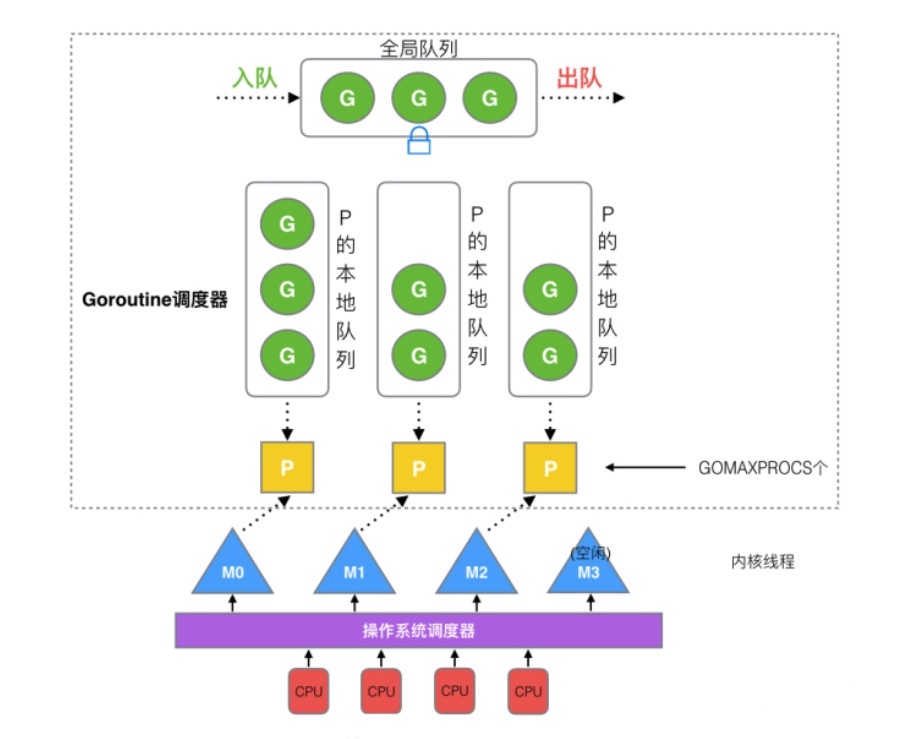 全局队列
入队
出队
G G G
G
G G G
G G G
P的本地队列
P的本地队列
P的本地队列
Goroutine调度器
P P P
GOMAXPROCS个
(空闲)
M0 M1 M2 M3
内核线程
操作系统调度器
CPU CPU CPU CPU